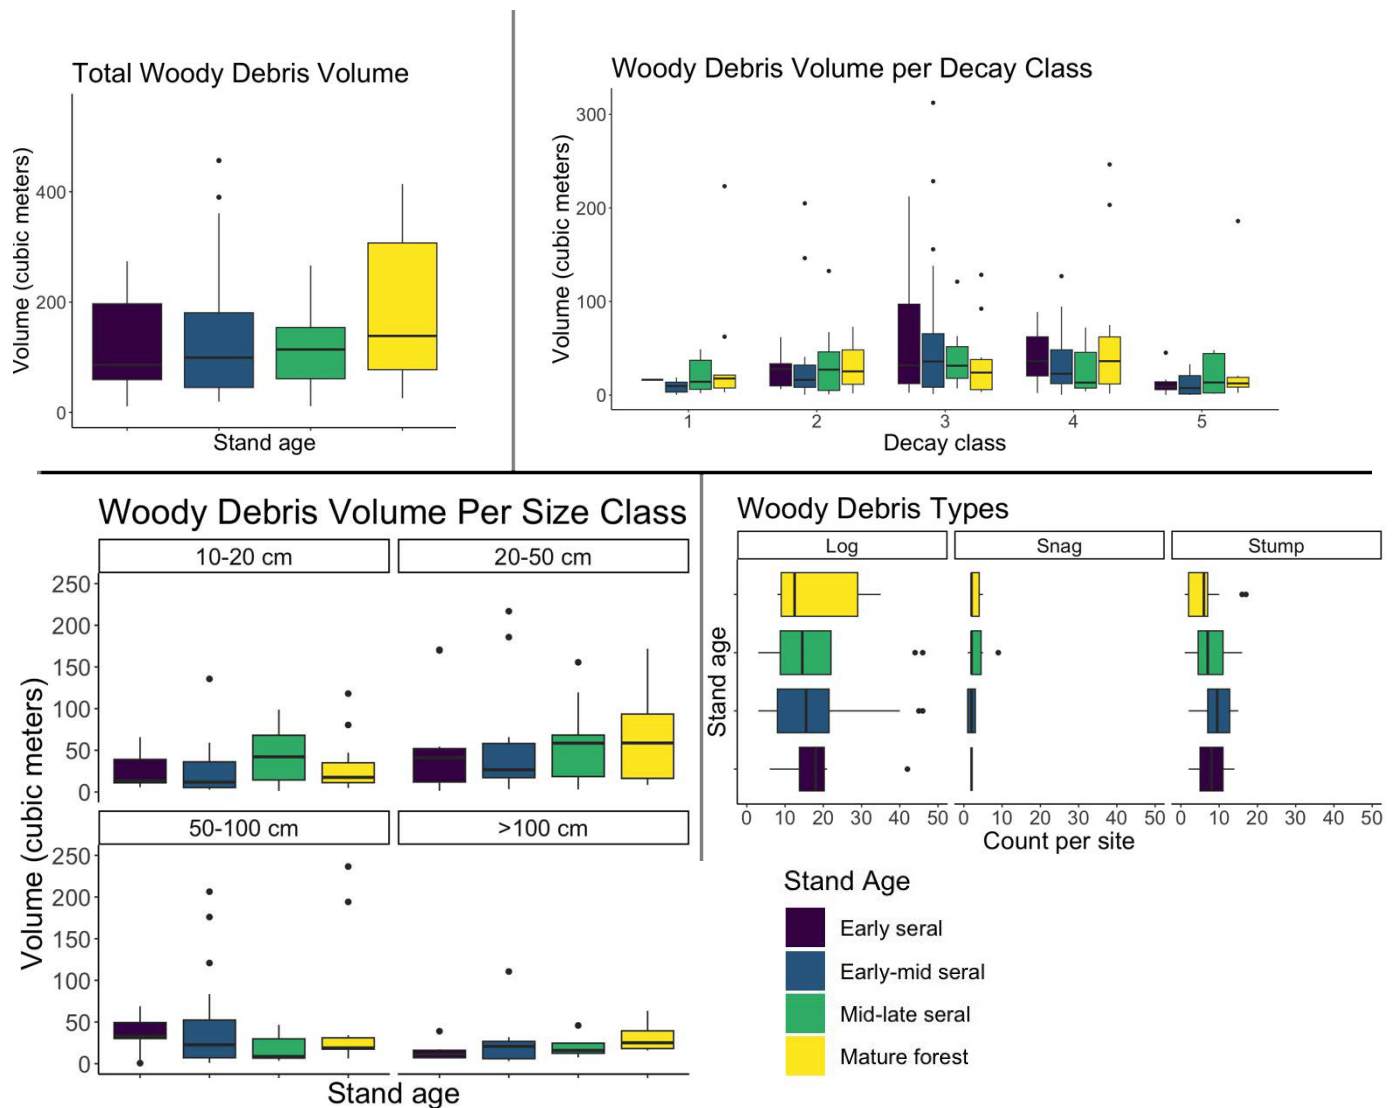 Total Woody Debris Volume
Volume (cubic meters)
400
200
0
Stand age
Woody Debris Volume per Decay Class
Volume (cubic meters)
300
200
100
0
1 2 3 4 5
Decay class
Woody Debris Volume Per Size Class
Volume (cubic meters)
10-20 cm 20-50 cm
250
200
150
100
50
0
50-100 cm >100 cm
250
200
150
100
50
0
Stand age
Woody Debris Types
Log Snag Stump
Stand age
0 10 20 30 40 50 0 10 20 30 40 50 0 10 20 30 40 50
Count per site
Stand Age
Early seral
Early-mid seral
Mid-late seral
Mature forest